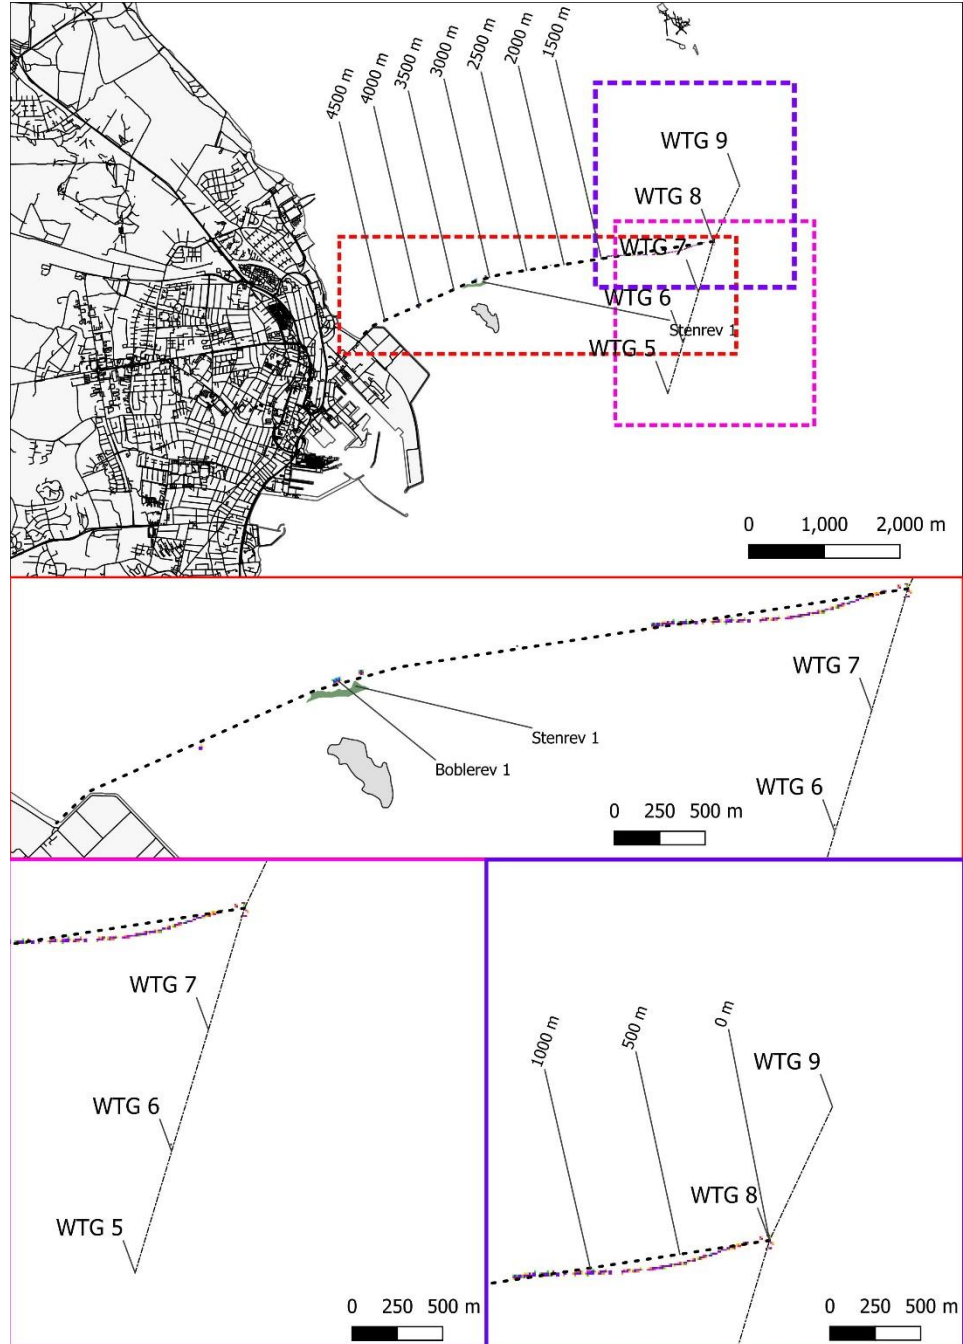 4500 m
4000 m
3500 m
3000 m
2500 m
2000 m
1500 m
WTG 9
WTG 8
WTG 7
WTG 6
Stenrev 1
WTG 5
0 1,000 2,000 m
WTG 7
Stenrev 1
Boblerev 1
WTG 6
0 250 500 m
WTG 7
WTG 6
WTG 5
0 250 500 m
1000 m
500 m
0 m
WTG 9
WTG 8
0 250 500 m